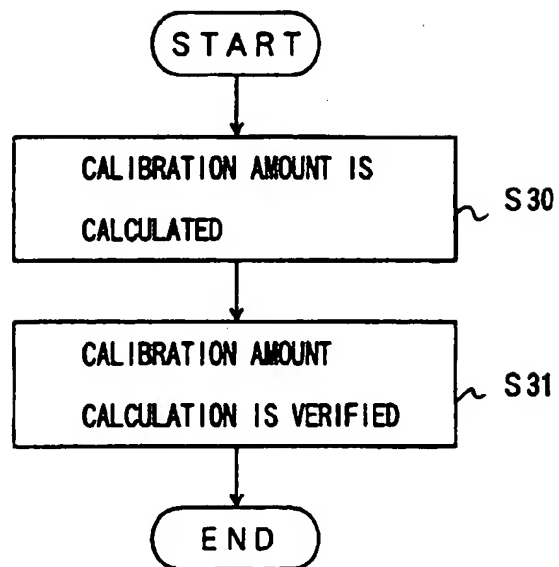 START
CALIBRATION AMOUNT IS
CALCULATED
S30
CALIBRATION AMOUNT
CALCULATION IS VERIFIED
S31
END